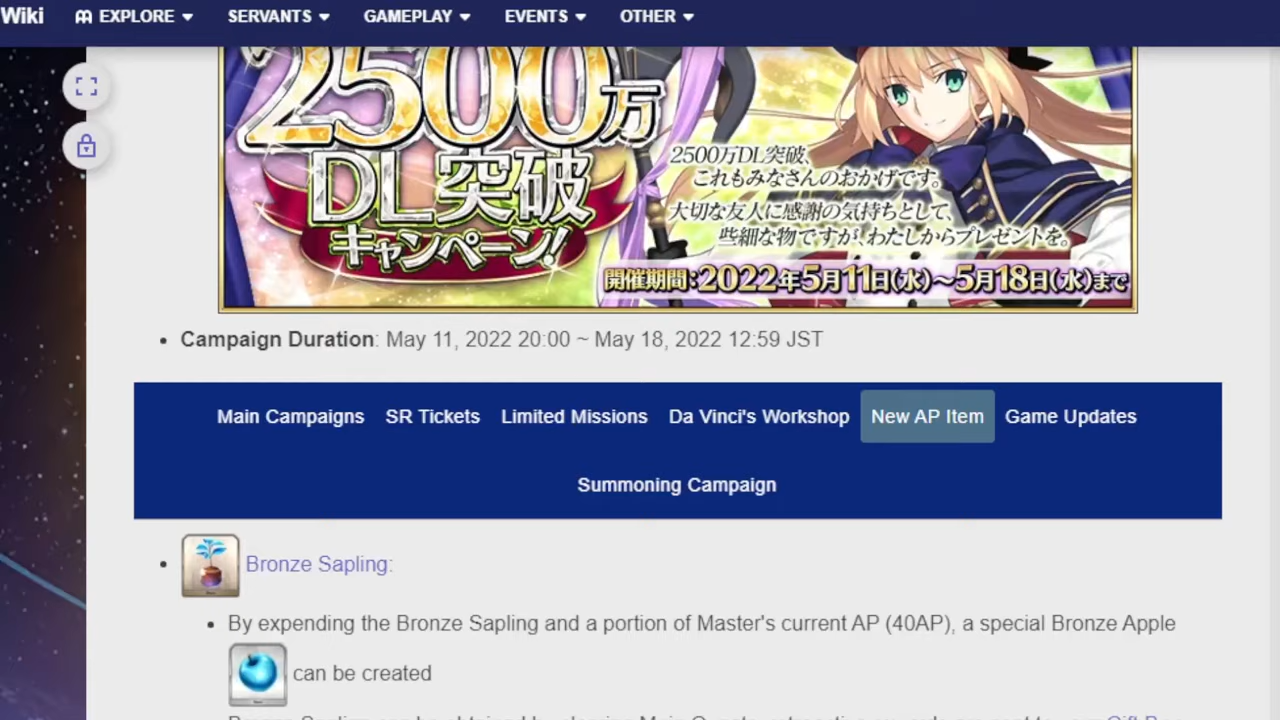 Wiki EXPLORE SERVANTS GAMEPLAY EVENTS OTHER
2500万
DL突破
キャンペーン!
2500万DL突破、
これもみなさんのおかげです。
大切な友人に感謝の気持ちとして、
些細な物ですが、わたしからプレゼントを。
開催期間:2022年5月11日(水)~5月18日(水)まで
• Campaign Duration: May 11, 2022 20:00 ~ May 18, 2022 12:59 JST
Main Campaigns SR Tickets Limited Missions Da Vinci's Workshop New AP Item Game Updates
Summoning Campaign
• Bronze Sapling:
• By expending the Bronze Sapling and a portion of Master's current AP (40AP), a special Bronze Apple
can be created